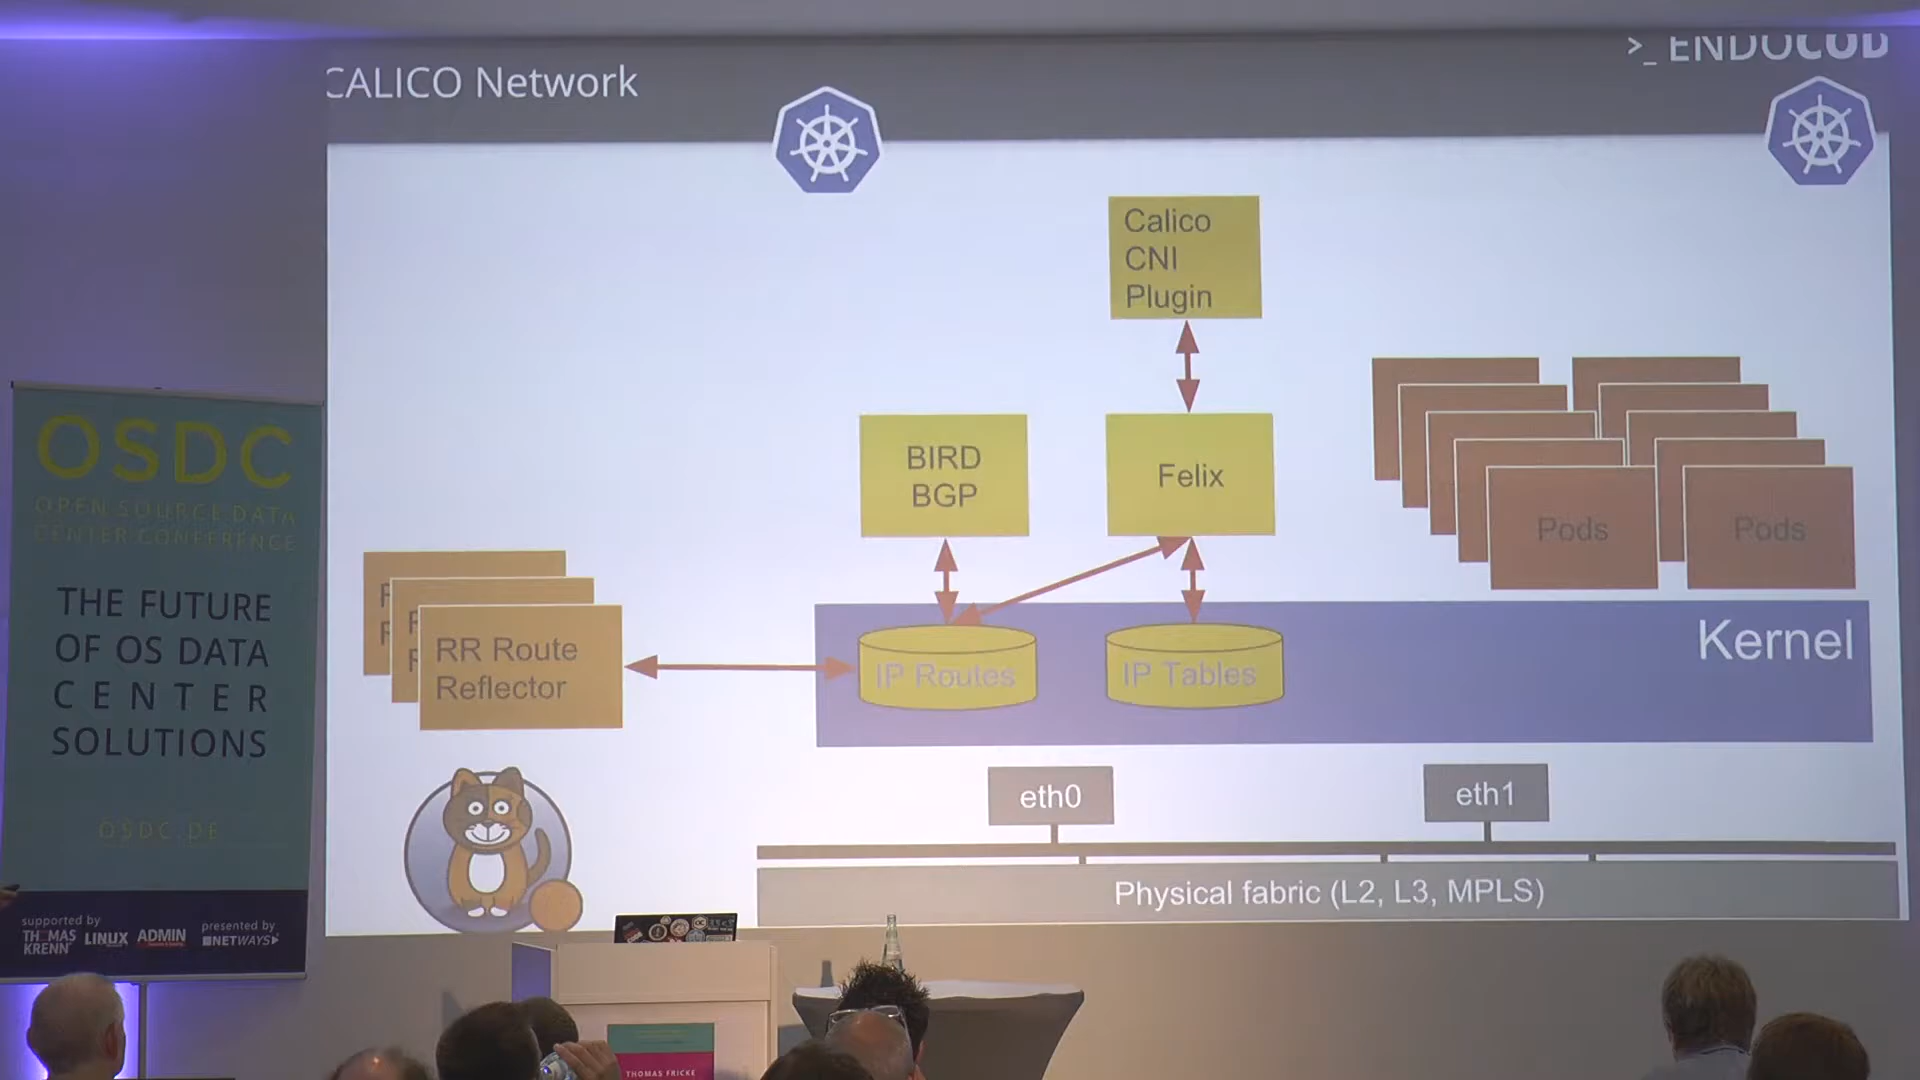 CALICO Network
>_ ENDOCOD
Calico
CNI
Plugin
BIRD
BGP
Felix
Pods
Pods
RR Route
Reflector
IP Routes
IP Tables
Kernel
eth0
eth1
Physical fabric (L2, L3, MPLS)
OSDC
OPEN SOURCE DATA
CENTER CONFERENCE
THE FUTURE
OF OS DATA
CENTER
SOLUTIONS
OSDC.DE
supported by
THOMAS
KRENN
LINUX
ADMIN
presented by
NETWAYS
THOMAS FRICKE